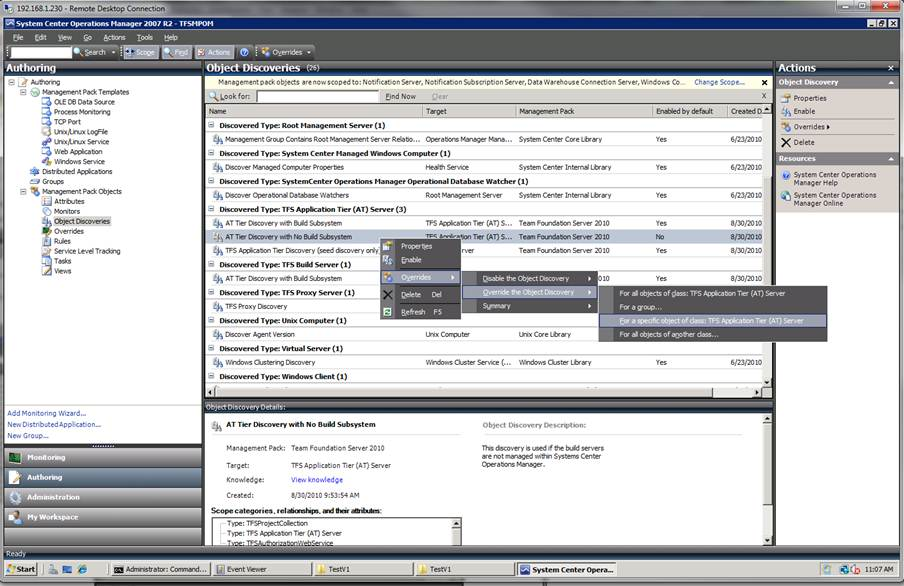 192.168.1.230 - Remote Desktop Connection
System Center Operations Manager 2007 R2 - TFSMPOM
File Edit View Go Actions Tools Help
Search Scope Find Actions Overrides
Authoring
Authoring
Management Pack Templates
OLE DB Data Source
Process Monitoring
TCP Port
Unix/Linux LogFile
Unix/Linux Service
Web Application
Windows Service
Distributed Applications
Groups
Management Pack Objects
Attributes
Monitors
Object Discoveries
Overrides
Rules
Service Level Tracking
Tasks
Views
Add Monitoring Wizard...
New Distributed Application...
New Group...
Monitoring
Authoring
Administration
My Workspace
Object Discoveries (26)
Management pack objects are now scoped to: Notification Server, Notification Subscription Server, Data Warehouse Connection Server, Windows Co... Change Scope... X
Look for: Find Now Clear X
Name Target Management Pack Enabled by default Created D
Discovered Type: Root Management Server (1)
Management Group Contains Root Management Server Relatio... Operations Manager Mana... System Center Core Library Yes 6/23/2010
Discovered Type: System Center Managed Windows Computer (1)
Discover Managed Computer Properties Health Service System Center Internal Library Yes 6/23/2010
Discovered Type: SystemCenter Operations Manager Operational Database Watcher (1)
Discover Operational Database Watchers Root Management Server System Center Internal Library Yes 6/23/2010
Discovered Type: TFS Application Tier (AT) Server (3)
AT Tier Discovery with Build Subsystem TFS Application Tier (AT) S... Team Foundation Server 2010 Yes 8/30/2010
AT Tier Discovery with No Build Subsystem TFS Application Tier (AT) S... Team Foundation Server 2010 No 8/30/2010
TFS Application Tier Discovery (seed discovery only) Team Foundation Server 2010 Yes 8/30/2010
Discovered Type: TFS Build Server (1)
AT Tier Discovery with Build Subsystem Yes 8/30/2010
Discovered Type: TFS Proxy Server (1)
TFS Proxy Discovery
Discovered Type: Unix Computer (1)
Discover Agent Version Unix Computer Unix Core Library
Discovered Type: Virtual Server (1)
Windows Clustering Discovery Windows Cluster Service (... Windows Cluster Library Yes 6/23/2010
Discovered Type: Windows Client (1)
Properties
Enable
Overrides
Delete Del
Refresh F5
Disable the Object Discovery
Override the Object Discovery
Summary
For all objects of class: TFS Application Tier (AT) Server
For a group...
For a specific object of class: TFS Application Tier (AT) Server
For all objects of another class...
Object Discovery Details:
AT Tier Discovery with No Build Subsystem
Management Pack: Team Foundation Server 2010
Target: TFS Application Tier (AT) Server
Knowledge: View knowledge
Created: 8/30/2010 9:53:54 AM
Scope categories, relationships, and their attributes:
Type: TFSProjectCollection
Type: TFS Application Tier (AT) Server
Type: TFSAuthorizationWebService
Object Discovery Description:
This discovery is used if the build servers
are not managed within Systems Center
Operations Manager.
Actions X
Object Discovery
Properties
Enable
Overrides
Delete
Resources
System Center Operations
Manager Help
System Center Operations
Manager Online
Ready
Start Administrator: Command... Event Viewer TestV1 TestV1 System Center Opera... 11:07 AM